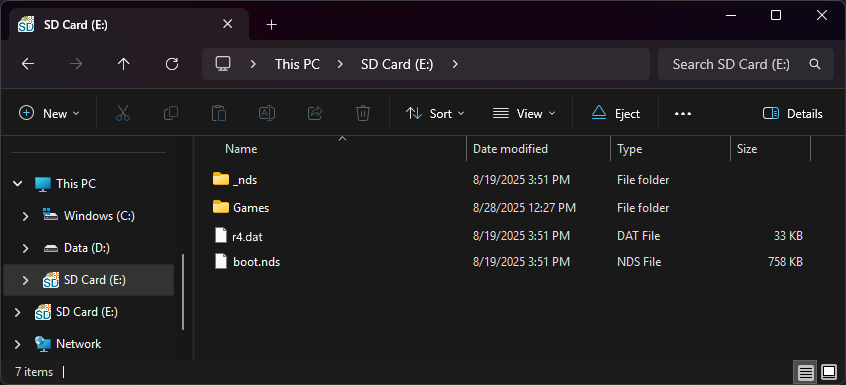 SD Card (E:)
This PC SD Card (E:) Search SD Card (E:)
New Sort View Eject Details
Name Date modified Type Size
_nds 8/19/2025 3:51 PM File folder
Games 8/28/2025 12:27 PM File folder
r4.dat 8/19/2025 3:51 PM DAT File 33 KB
boot.nds 8/19/2025 3:51 PM NDS File 758 KB
This PC
Windows (C:)
Data (D:)
SD Card (E:)
SD Card (E:)
Network
7 items